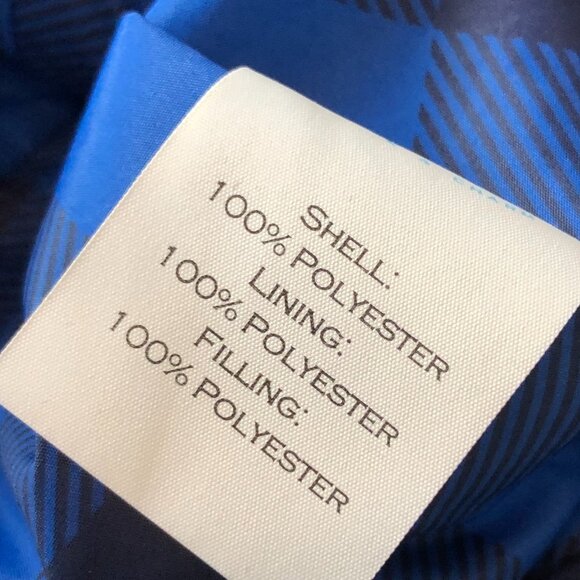 SHELL:
100% POLYESTER
LINING:
100% POLYESTER
FILLING:
100% POLYESTER